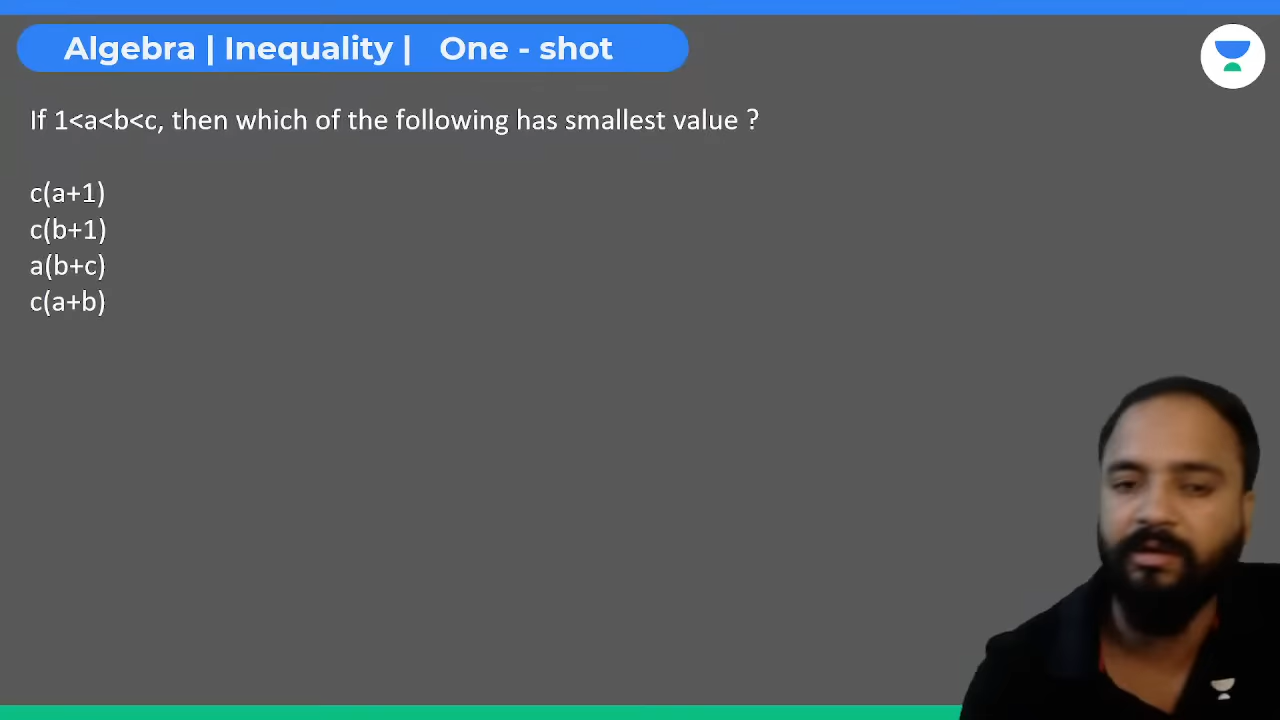 Algebra | Inequality | One - shot
If 1<a<b<c, then which of the following has smallest value ?
c(a+1)
c(b+1)
a(b+c)
c(a+b)